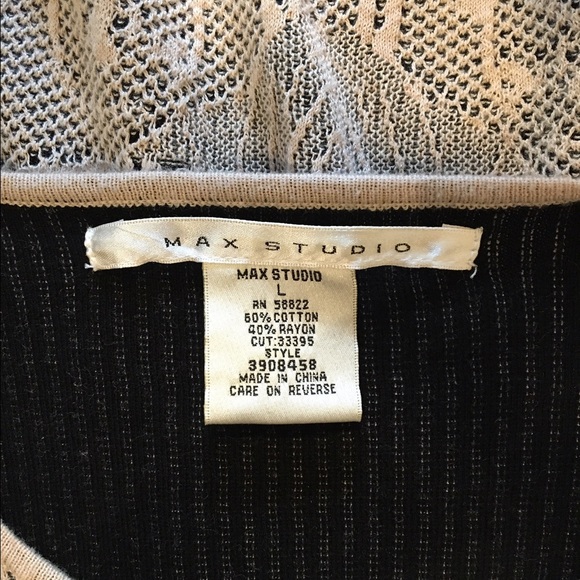 MAX STUDIO
MAX STUDIO
L
RN 58822
60% COTTON
40% RAYON
CUT:33395
STYLE
3908458
MADE IN CHINA
CARE ON REVERSE